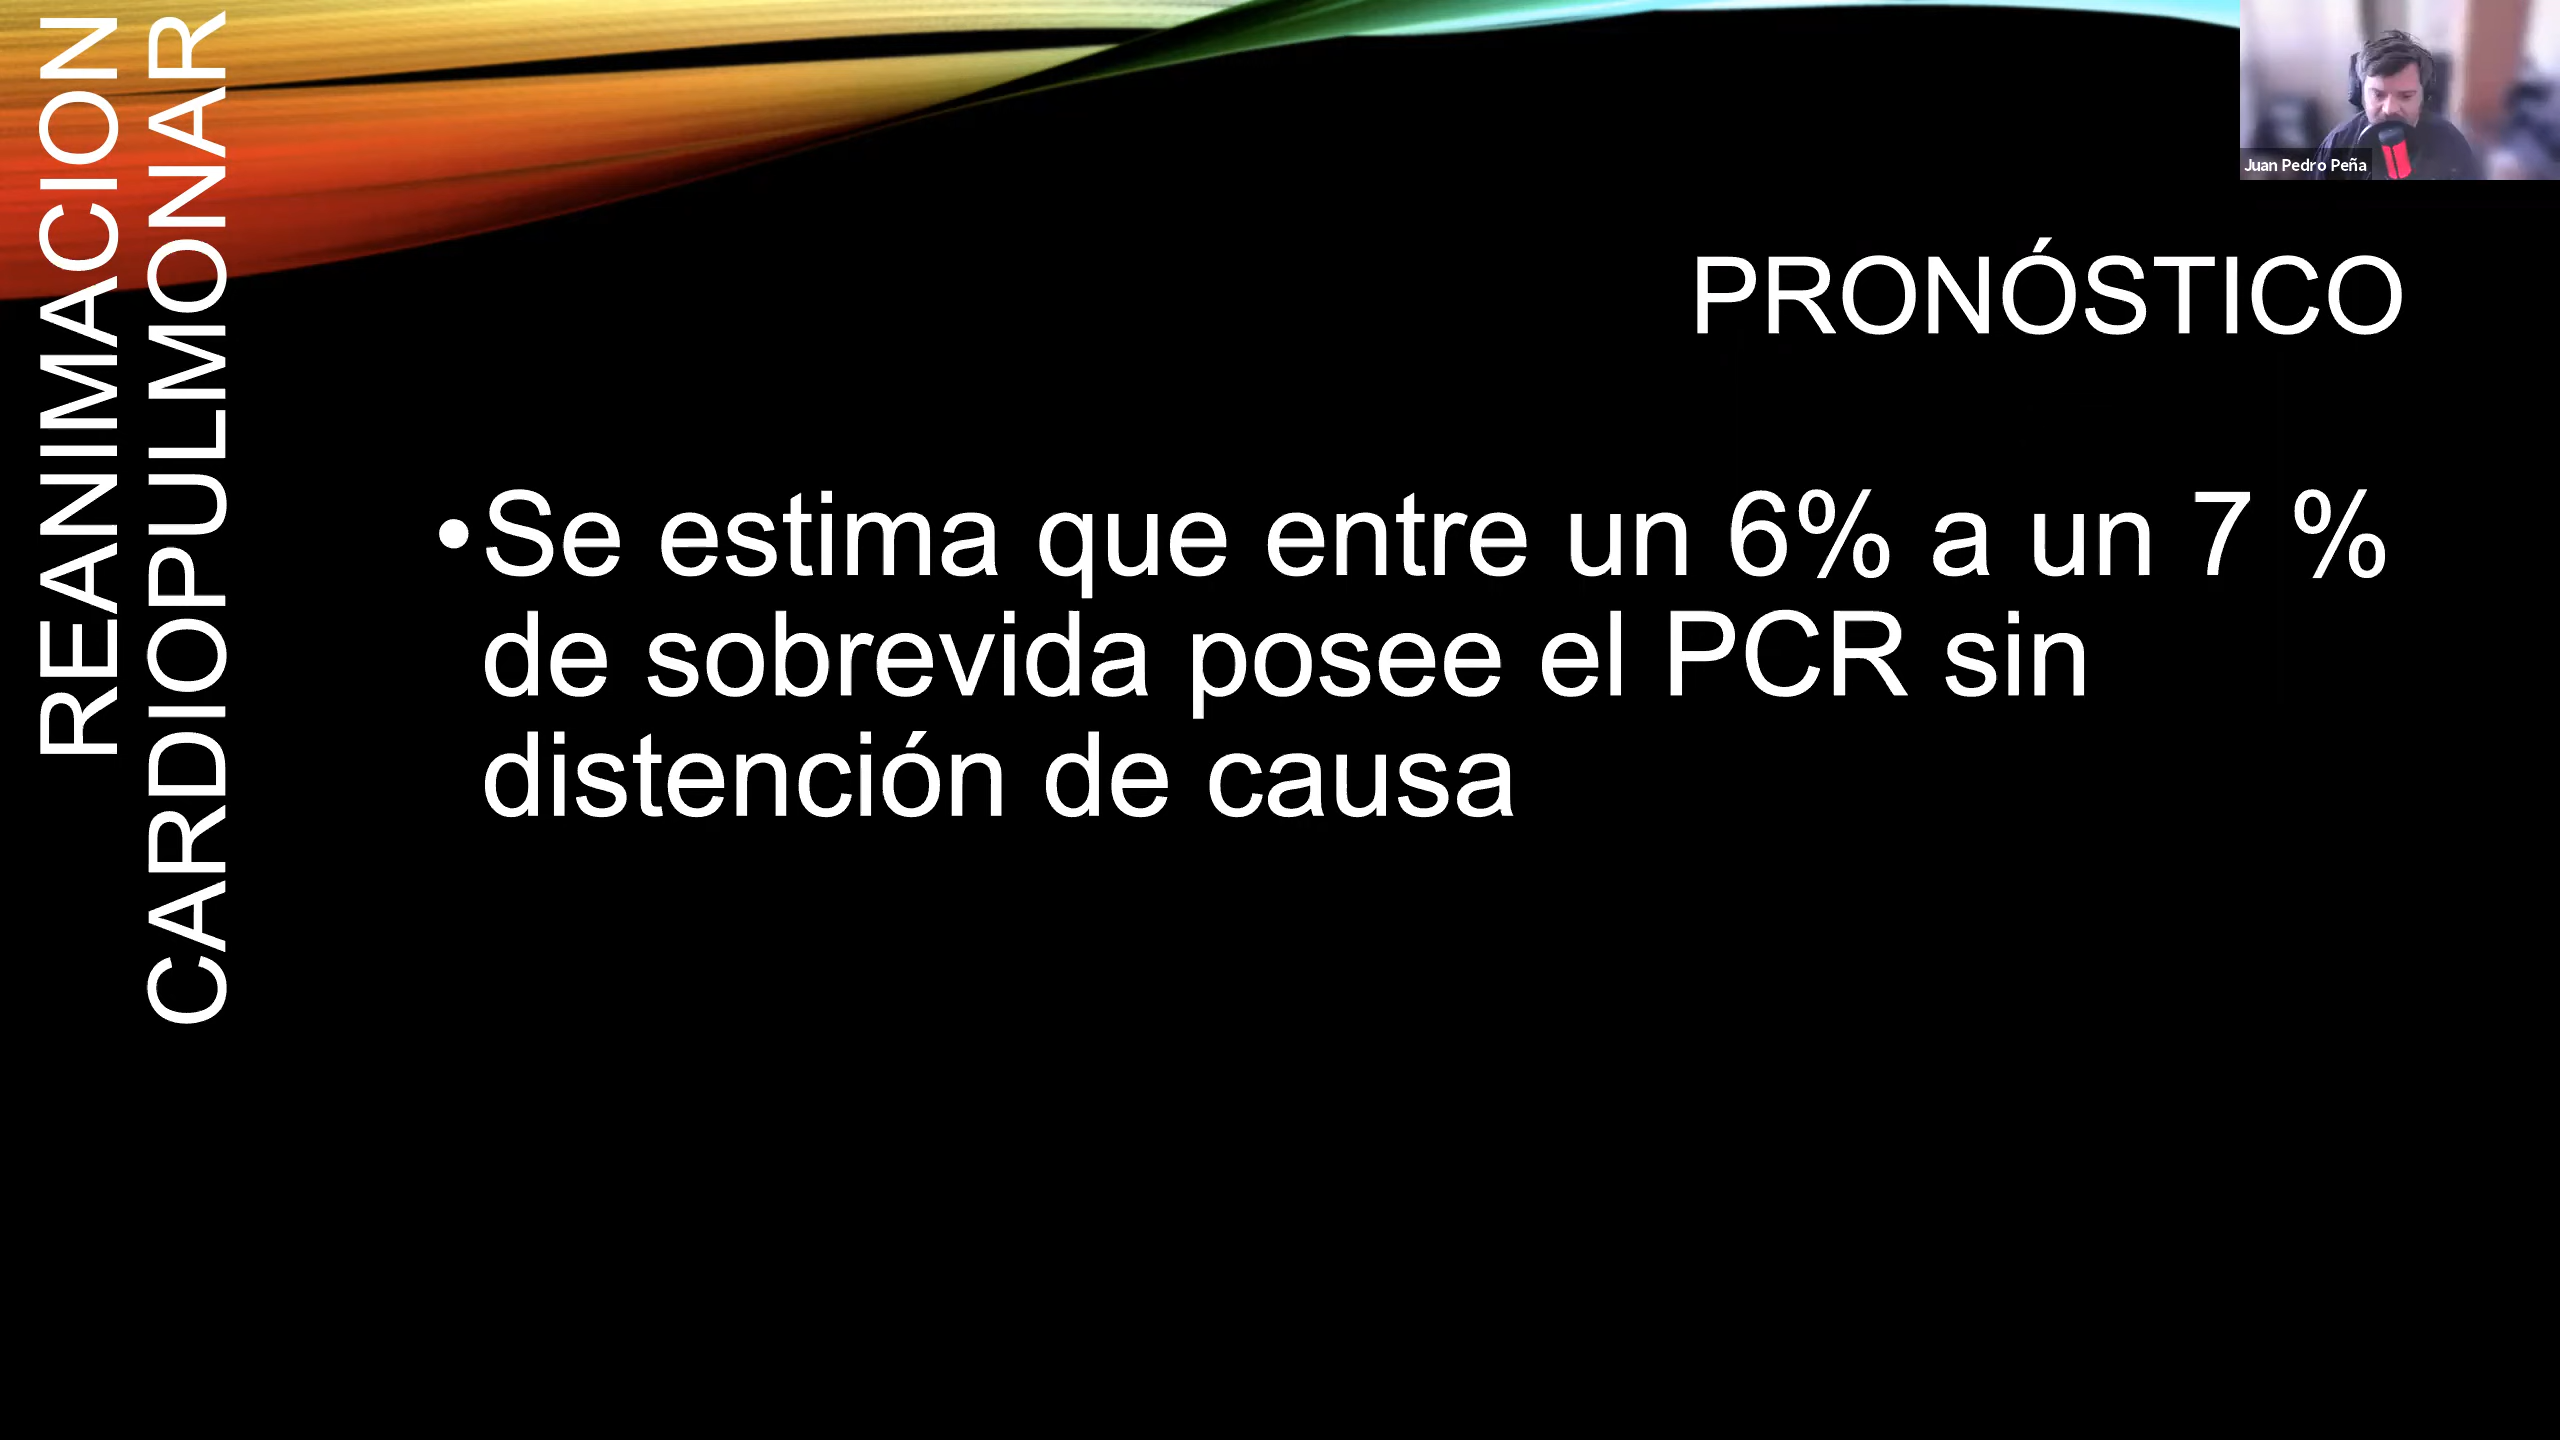 REANIMACION
CARDIOPULMONAR
Juan Pedro Peña
PRONÓSTICO
•Se estima que entre un 6% a un 7 %
de sobrevida posee el PCR sin
distención de causa